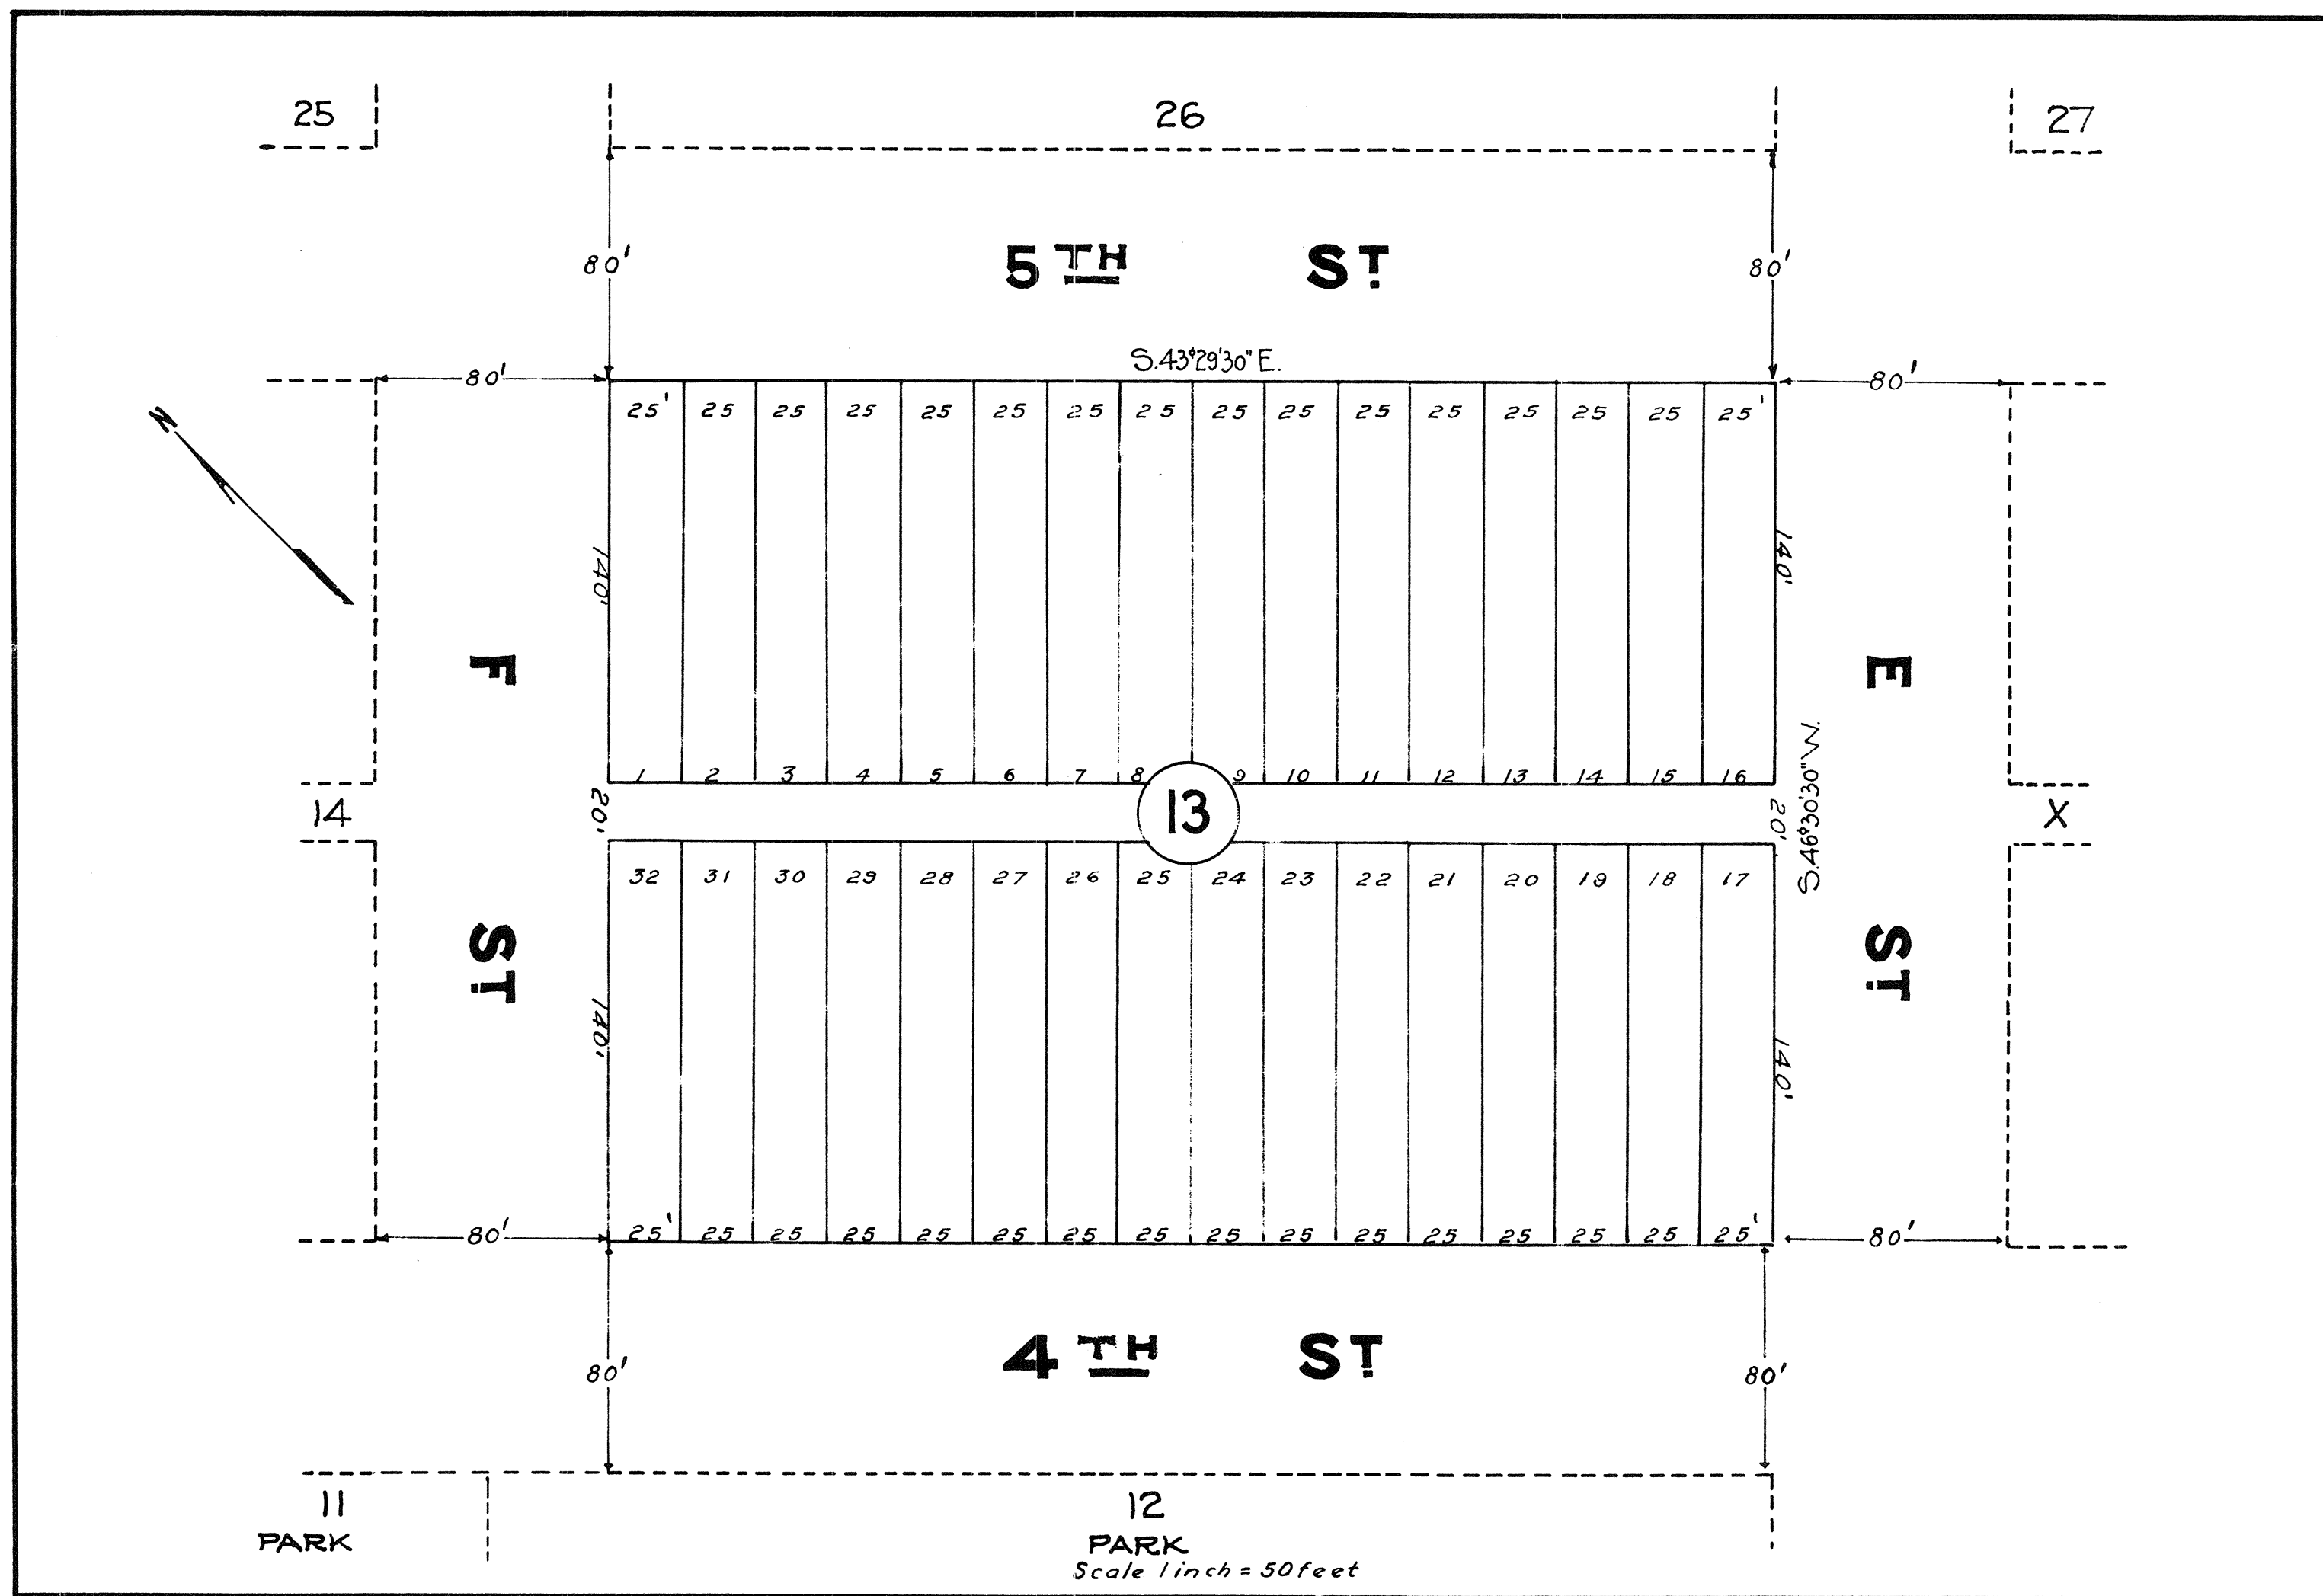 25 26 27
80' 5TH ST 80'
S.43°29'30" E.
80' 80'
N
25' 25 25 25 25 25 25 25 25 25 25 25 25 25 25 25'
140' 140'
F E
1 2 3 4 5 6 7 8 9 10 11 12 13 14 15 16
14 20' 13 20' S.46°30'30" W. X
32 31 30 29 28 27 26 25 24 23 22 21 20 19 18 17
ST ST
140' 140'
80' 25' 25 25 25 25 25 25 25 25 25 25 25 25 25 25 25' 80'
80' 4TH ST 80'
11 12
PARK PARK
Scale 1 inch = 50 feet